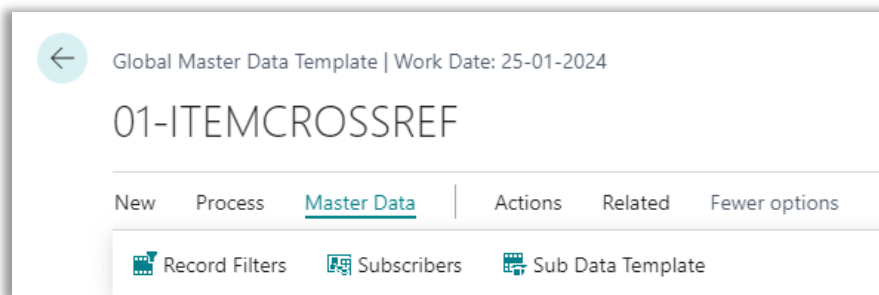 Global Master Data Template | Work Date: 25-01-2024
01-ITEMCROSSREF
New Process Master Data Actions Related Fewer options
Record Filters Subscribers Sub Data Template